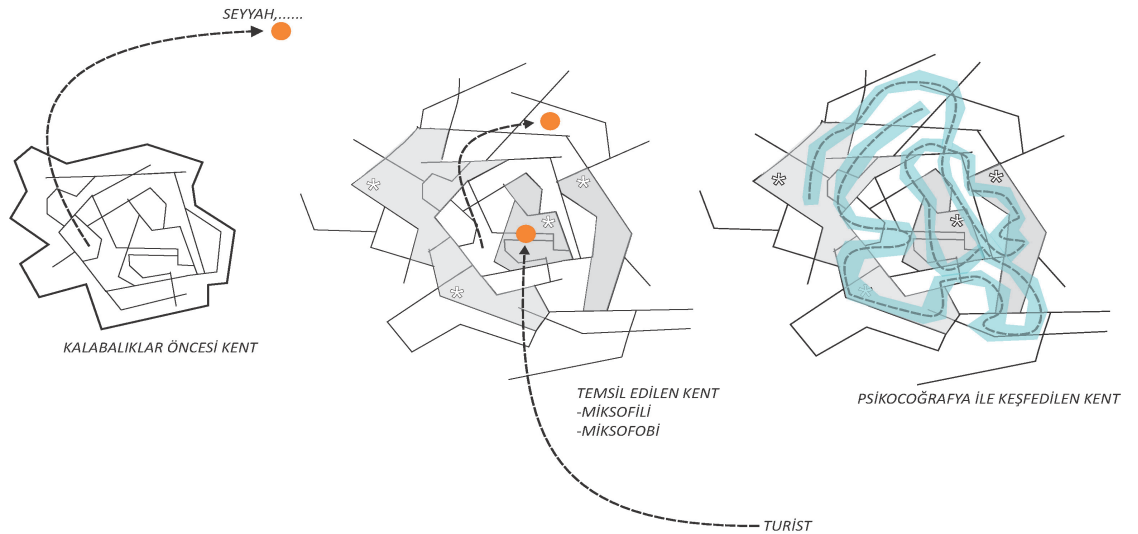 SEYYAH,......
KALABALIKLAR ÖNCESİ KENT
TEMSİL EDİLEN KENT
-MİKSOFİLİ
-MİKSOFOBİ
TURİST
PSİKOCOĞRAFYA İLE KEŞFEDİLEN KENT